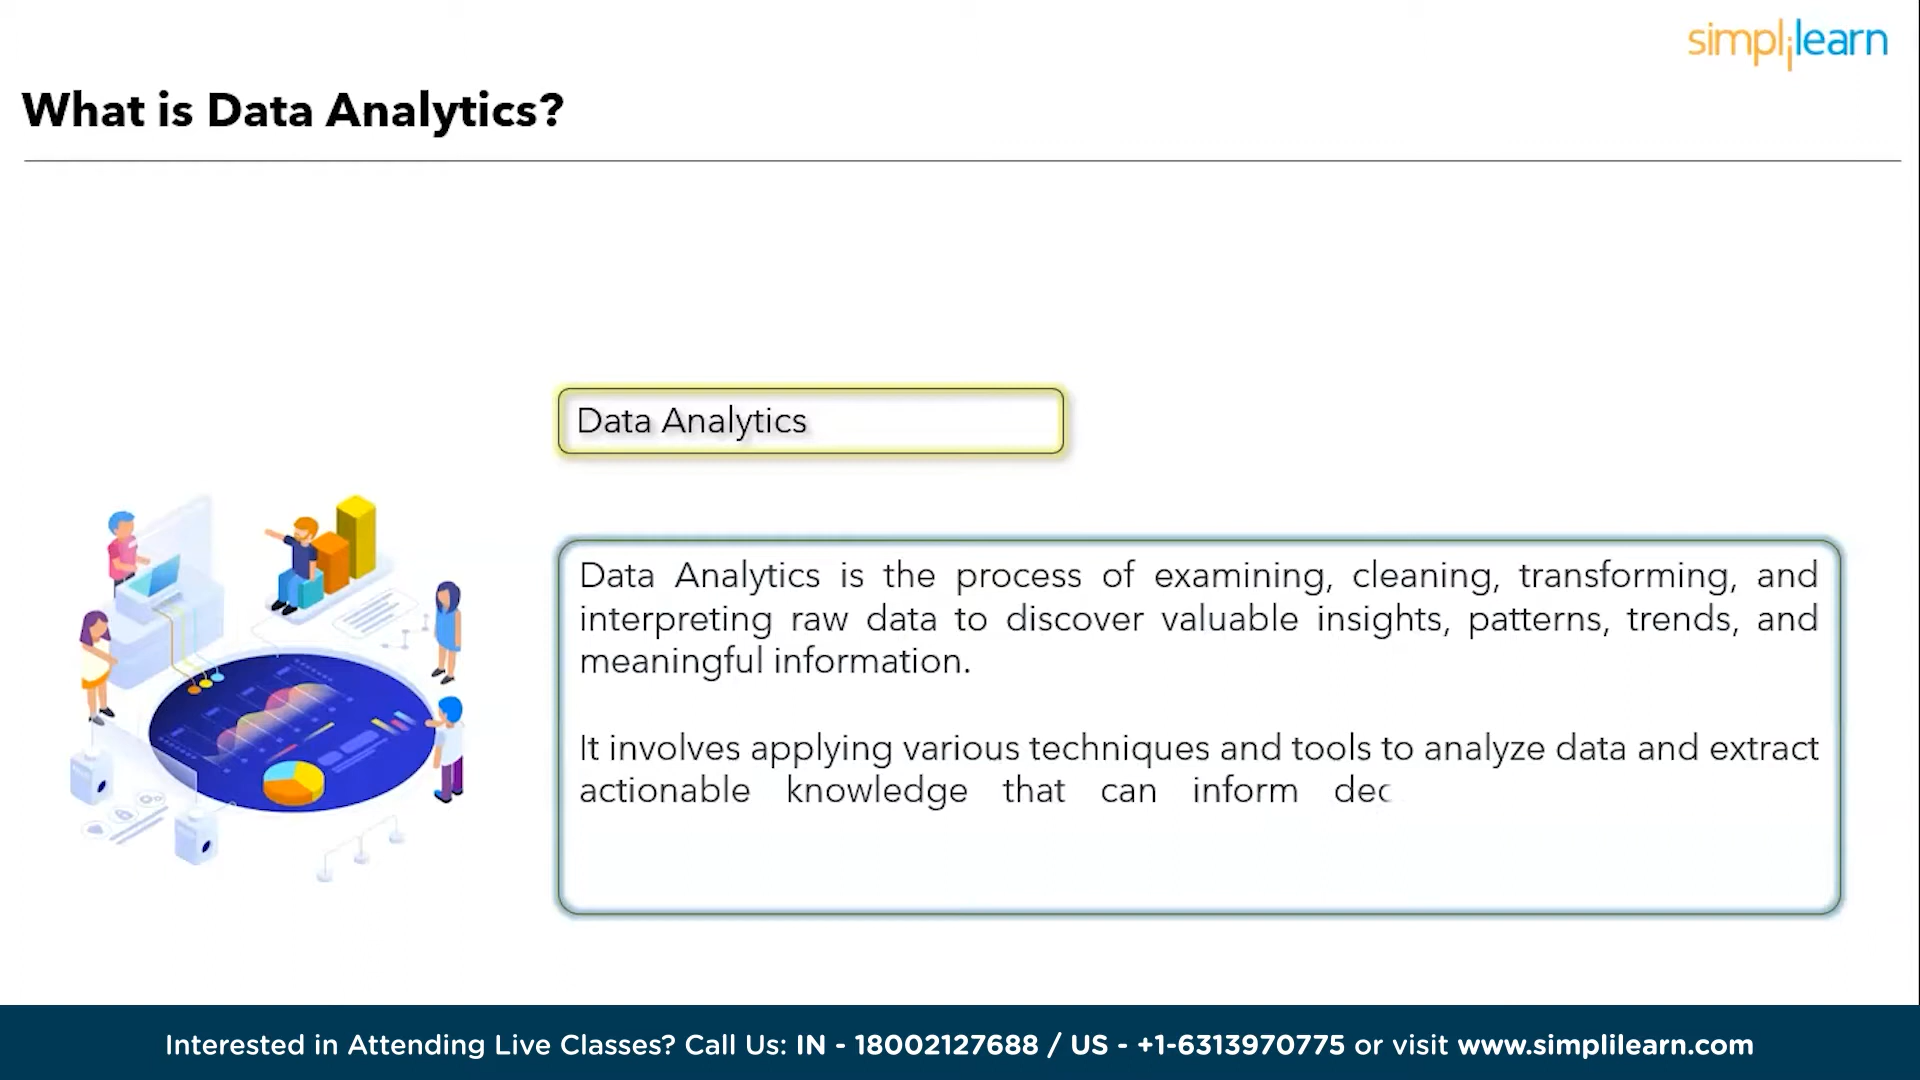 simplilearn
What is Data Analytics?
Data Analytics
Data Analytics is the process of examining, cleaning, transforming, and
interpreting raw data to discover valuable insights, patterns, trends, and
meaningful information.
It involves applying various techniques and tools to analyze data and extract
actionable knowledge that can inform dec
Interested in Attending Live Classes? Call Us: IN - 18002127688 / US - +1-6313970775 or visit www.simplilearn.com